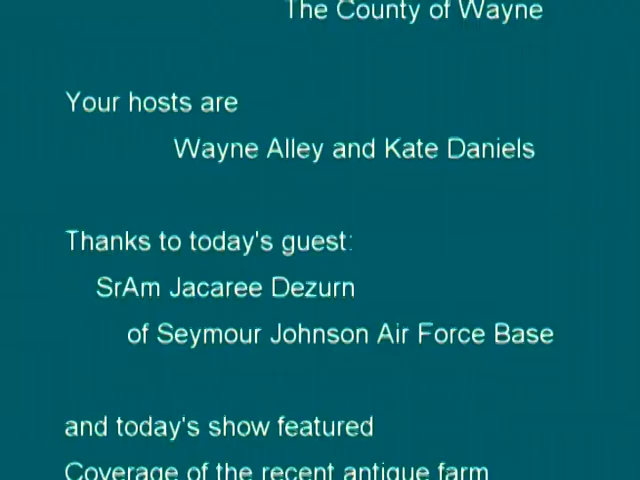 The County of Wayne
Your hosts are
Wayne Alley and Kate Daniels
Thanks to today's guest:
SrAm Jacaree Dezurn
of Seymour Johnson Air Force Base
and today's show featured
Coverage of the recent antique farm